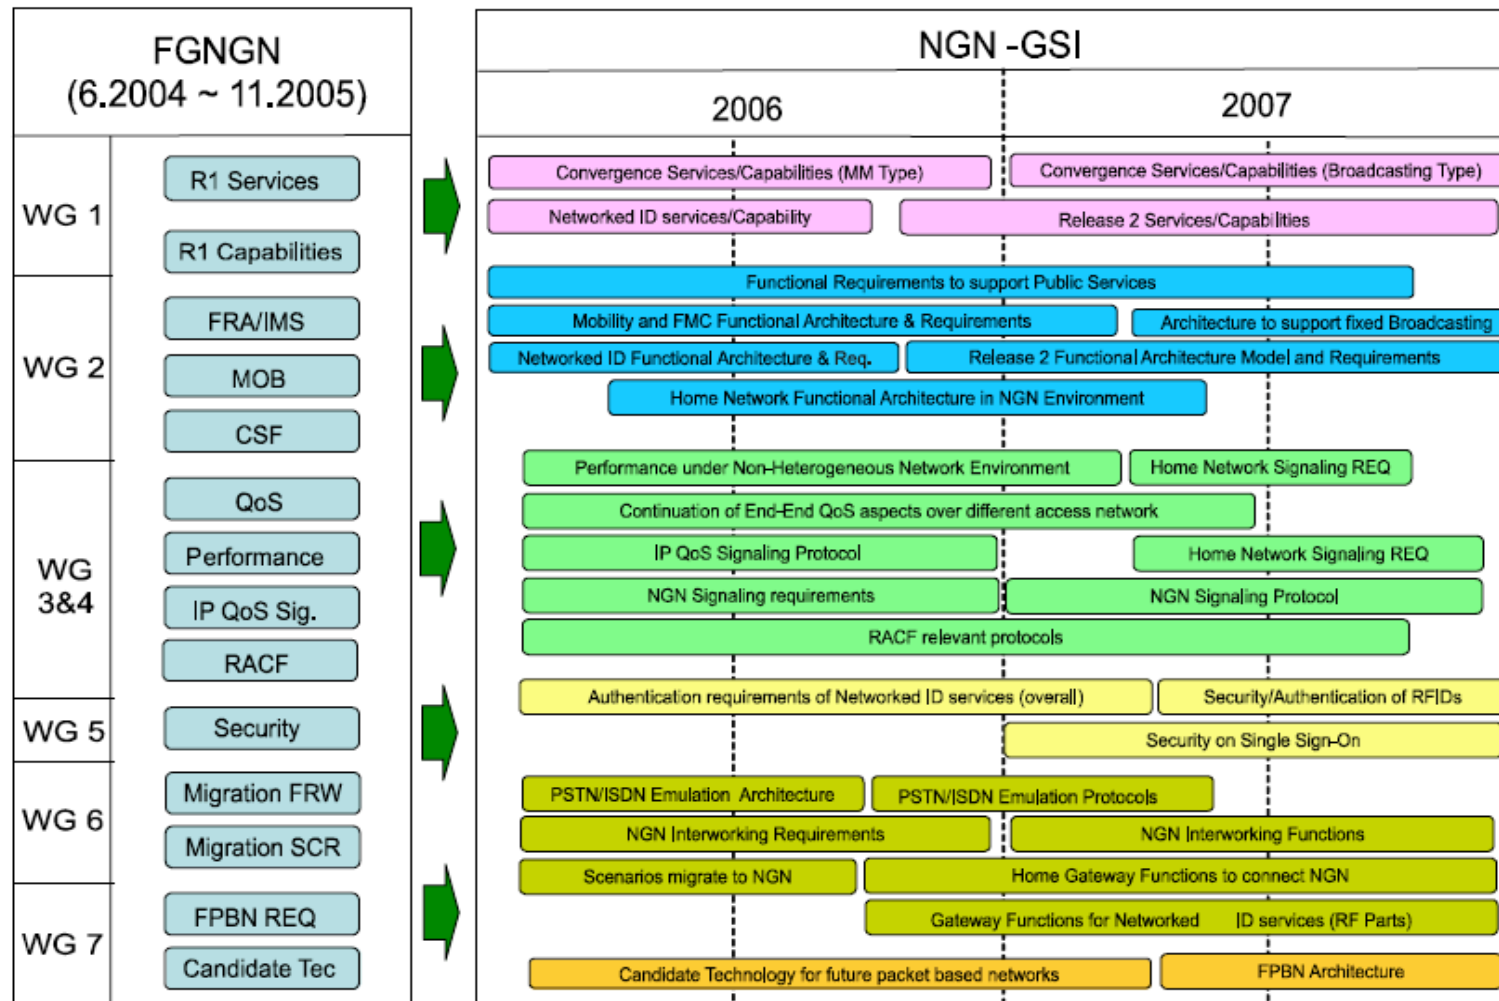 FGNGN
(6.2004 ~ 11.2005)
WG 1
R1 Services
R1 Capabilities
WG 2
FRA/IMS
MOB
CSF
WG
3&4
QoS
Performance
IP QoS Sig.
RACF
WG 5
Security
WG 6
Migration FRW
Migration SCR
WG 7
FPBN REQ
Candidate Tec
NGN -GSI
2006
2007
Convergence Services/Capabilities (MM Type)
Convergence Services/Capabilities (Broadcasting Type)
Networked ID services/Capability
Release 2 Services/Capabilities
Functional Requirements to support Public Services
Mobility and FMC Functional Architecture & Requirements
Architecture to support fixed Broadcasting
Networked ID Functional Architecture & Req.
Release 2 Functional Architecture Model and Requirements
Home Network Functional Architecture in NGN Environment
Performance under Non-Heterogeneous Network Environment
Home Network Signaling REQ
Continuation of End-End QoS aspects over different access network
IP QoS Signaling Protocol
Home Network Signaling REQ
NGN Signaling requirements
NGN Signaling Protocol
RACF relevant protocols
Authentication requirements of Networked ID services (overall)
Security/Authentication of RFIDs
Security on Single Sign-On
PSTN/ISDN Emulation Architecture
PSTN/ISDN Emulation Protocols
NGN Interworking Requirements
NGN Interworking Functions
Scenarios migrate to NGN
Home Gateway Functions to connect NGN
Gateway Functions for Networked ID services (RF Parts)
Candidate Technology for future packet based networks
FPBN Architecture